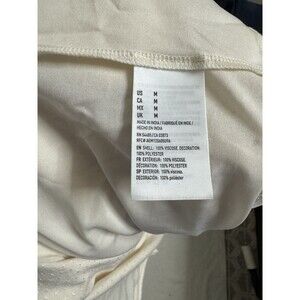 US M
CA M
MX M
UK M
MADE IN INDIA / FABRIQUÉ EN INDE /
HECHO EN INDIA
EN SHELL: 100% VISCOSE. DECORATION:
100% POLYESTER
FR EXTÉRIEUR: 100% VISCOSE.
DÉCORATION: 100% POLYESTER
SP EXTERIOR: 100% viscosa.
DECORACIÓN: 100% poliéster